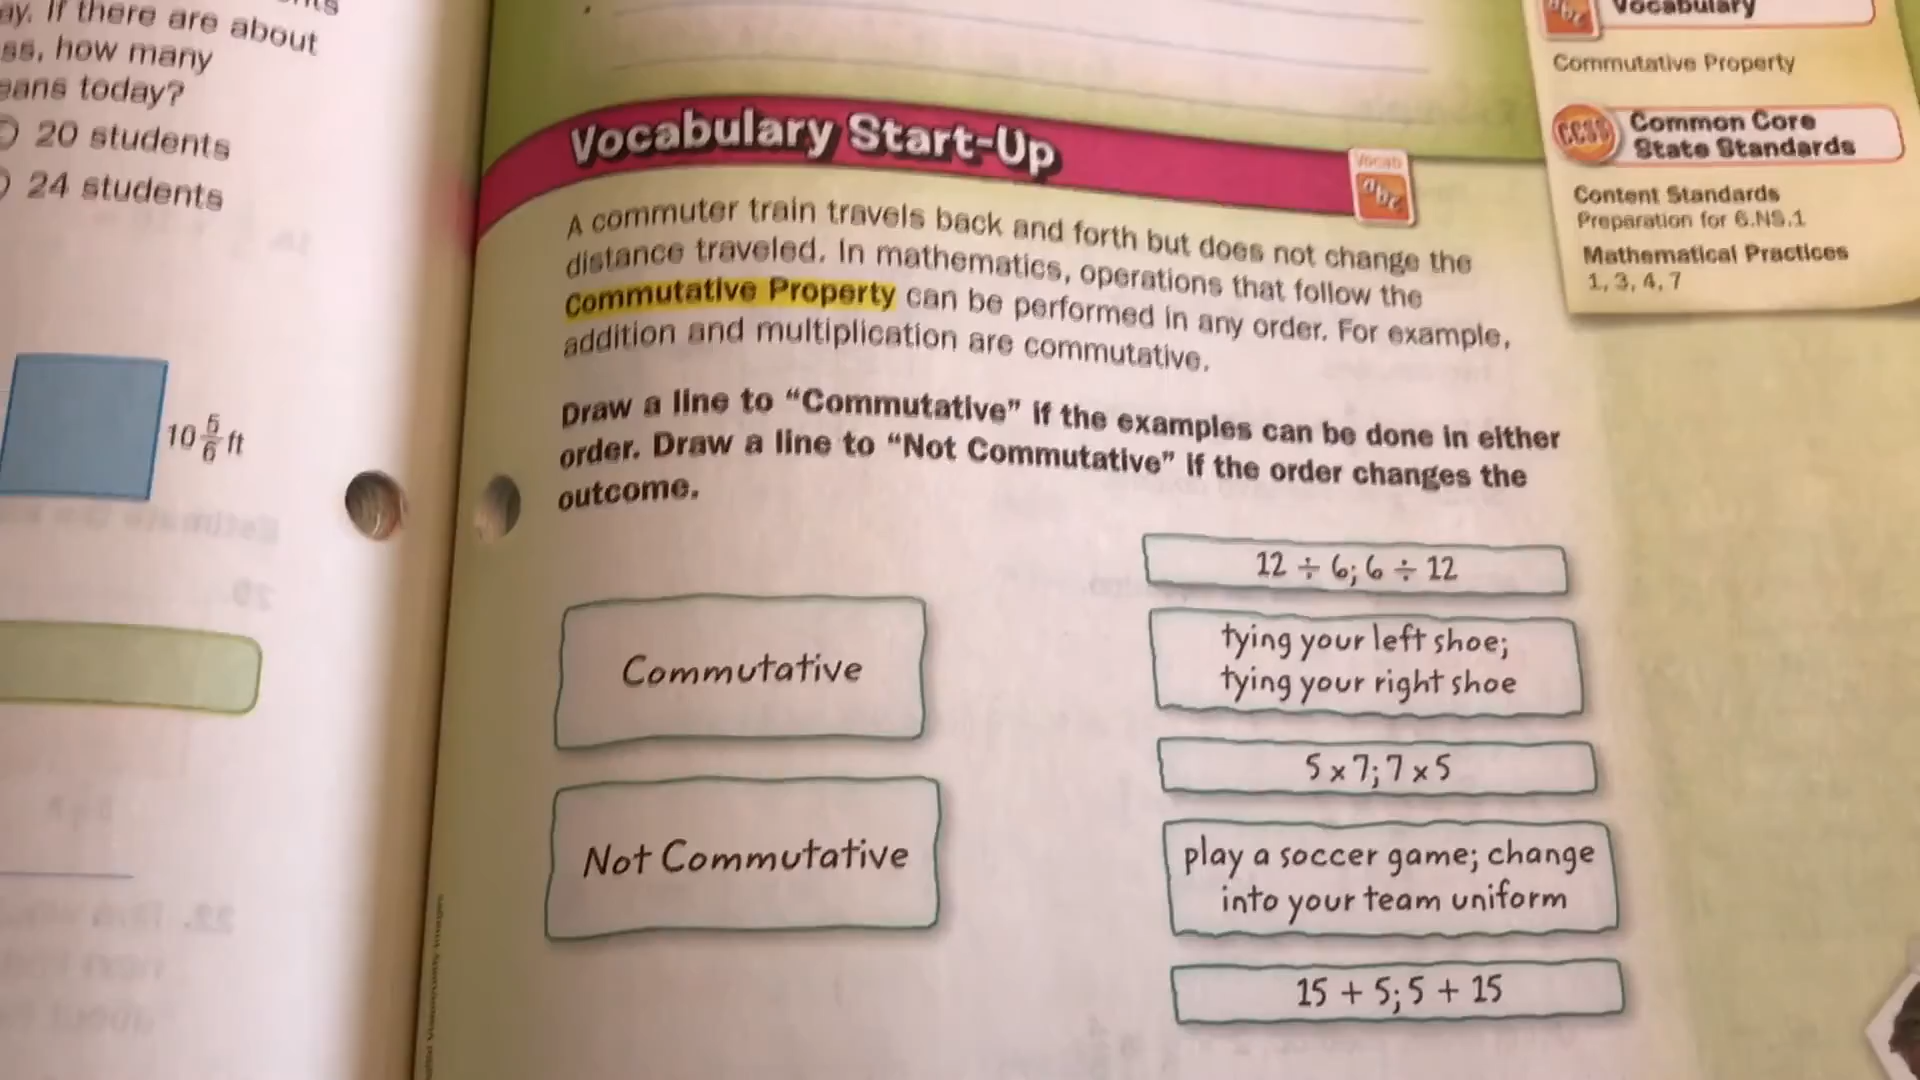 ay. If there are about
ss, how many
eans today?
20 students
24 students
10 5/6 ft
Vocabulary Start-Up
Vocab
abc
A commuter train travels back and forth but does not change the
distance traveled. In mathematics, operations that follow the
Commutative Property can be performed in any order. For example,
addition and multiplication are commutative.
Draw a line to “Commutative” if the examples can be done in either
order. Draw a line to “Not Commutative” if the order changes the
outcome.
Commutative
Not Commutative
12 ÷ 6; 6 ÷ 12
tying your left shoe;
tying your right shoe
5 x 7; 7 x 5
play a soccer game; change
into your team uniform
15 + 5; 5 + 15
Vocabulary
Commutative Property
CCSS
Common Core
State Standards
Content Standards
Preparation for 6.NS.1
Mathematical Practices
1, 3, 4, 7